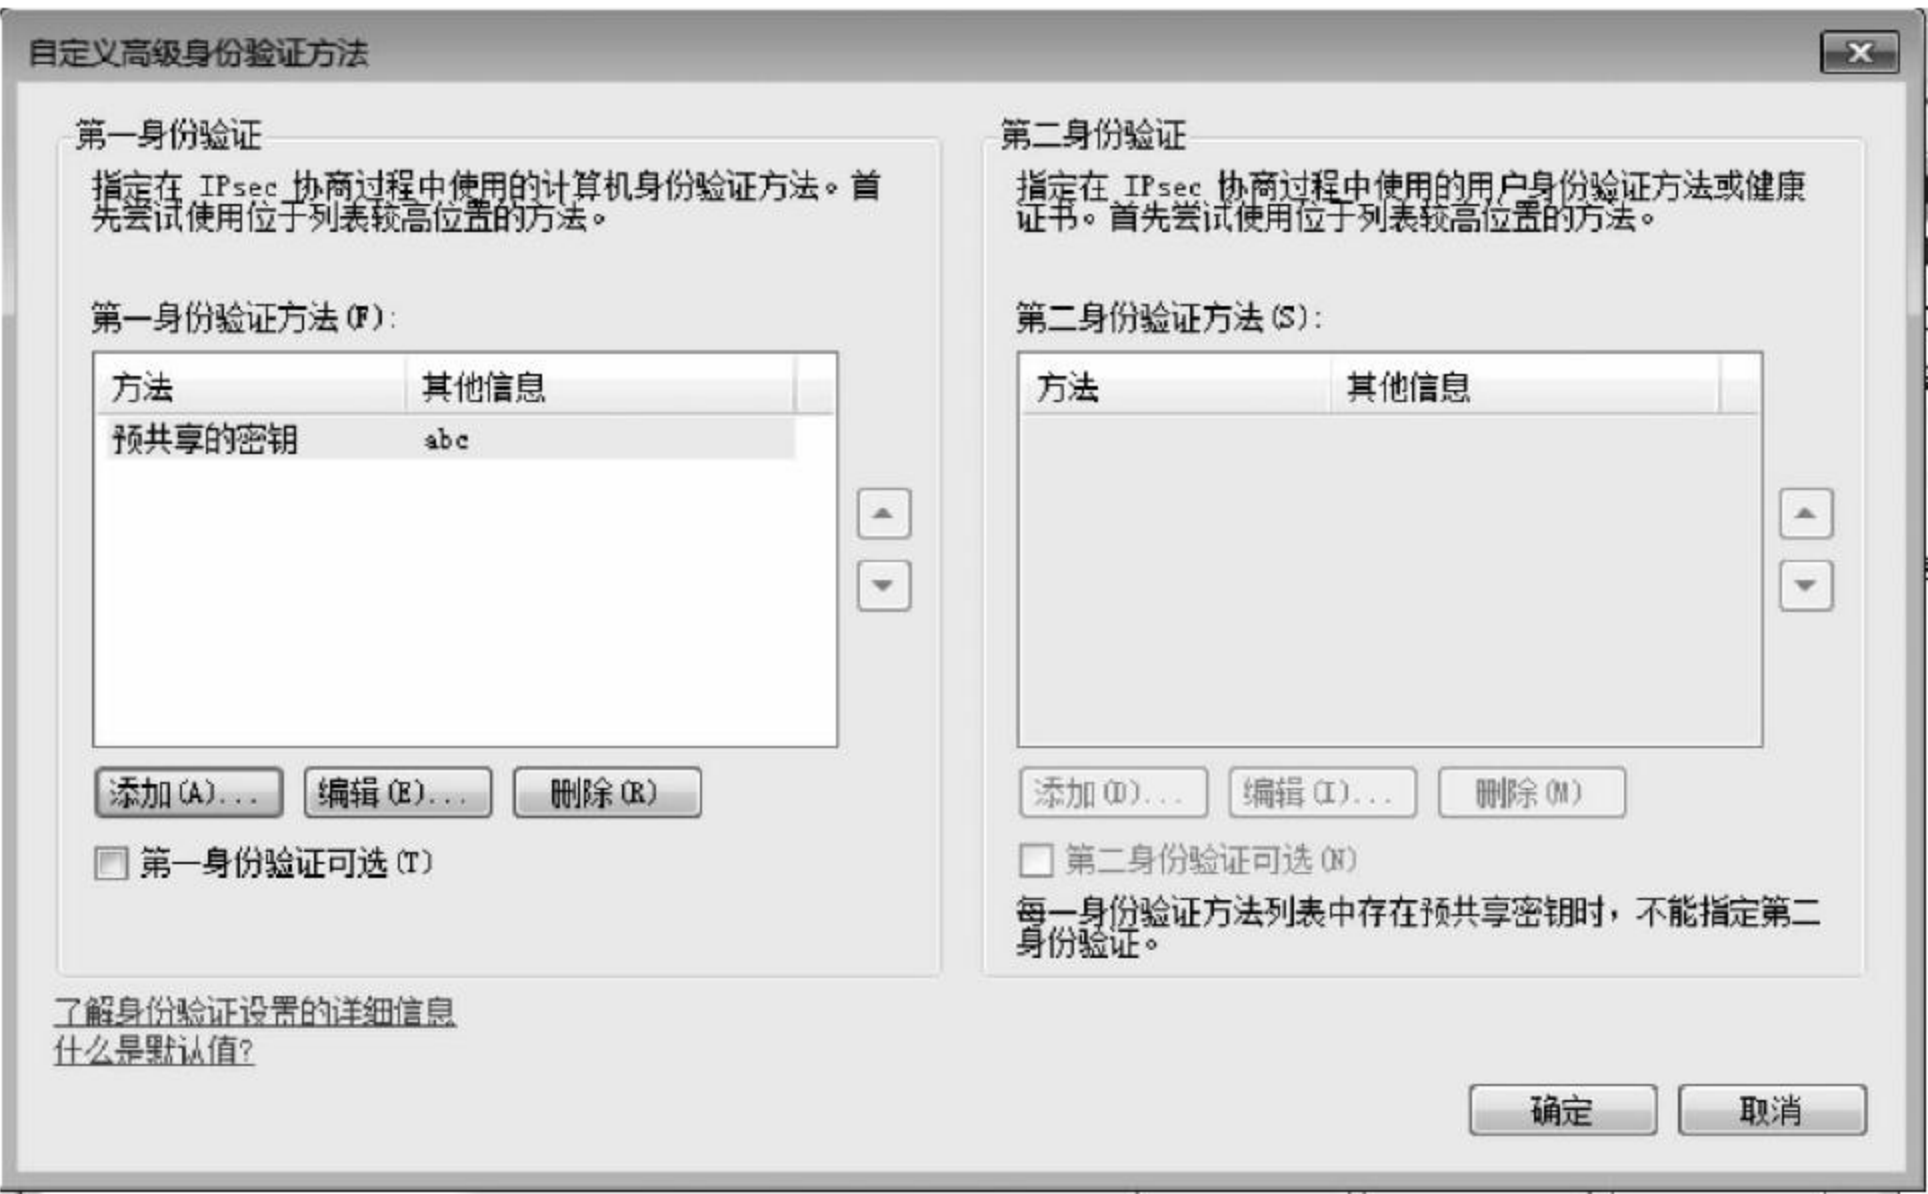 自定义高级身份验证方法
第一身份验证
指定在 IPsec 协商过程中使用的计算机身份验证方法。首
先尝试使用位于列表较高位置的方法。
第一身份验证方法(F):
方法 其他信息
预共享的密钥 abc
添加(A)... 编辑(E)... 删除(R)
第一身份验证可选(T)
第二身份验证
指定在 IPsec 协商过程中使用的用户身份验证方法或健康
证书。首先尝试使用位于列表较高位置的方法。
第二身份验证方法(S):
方法 其他信息
添加(D)... 编辑(I)... 删除(M)
第二身份验证可选(N)
每一身份验证方法列表中存在预共享密钥时，不能指定第二
身份验证。
了解身份验证设置的详细信息
什么是默认值?
确定 取消